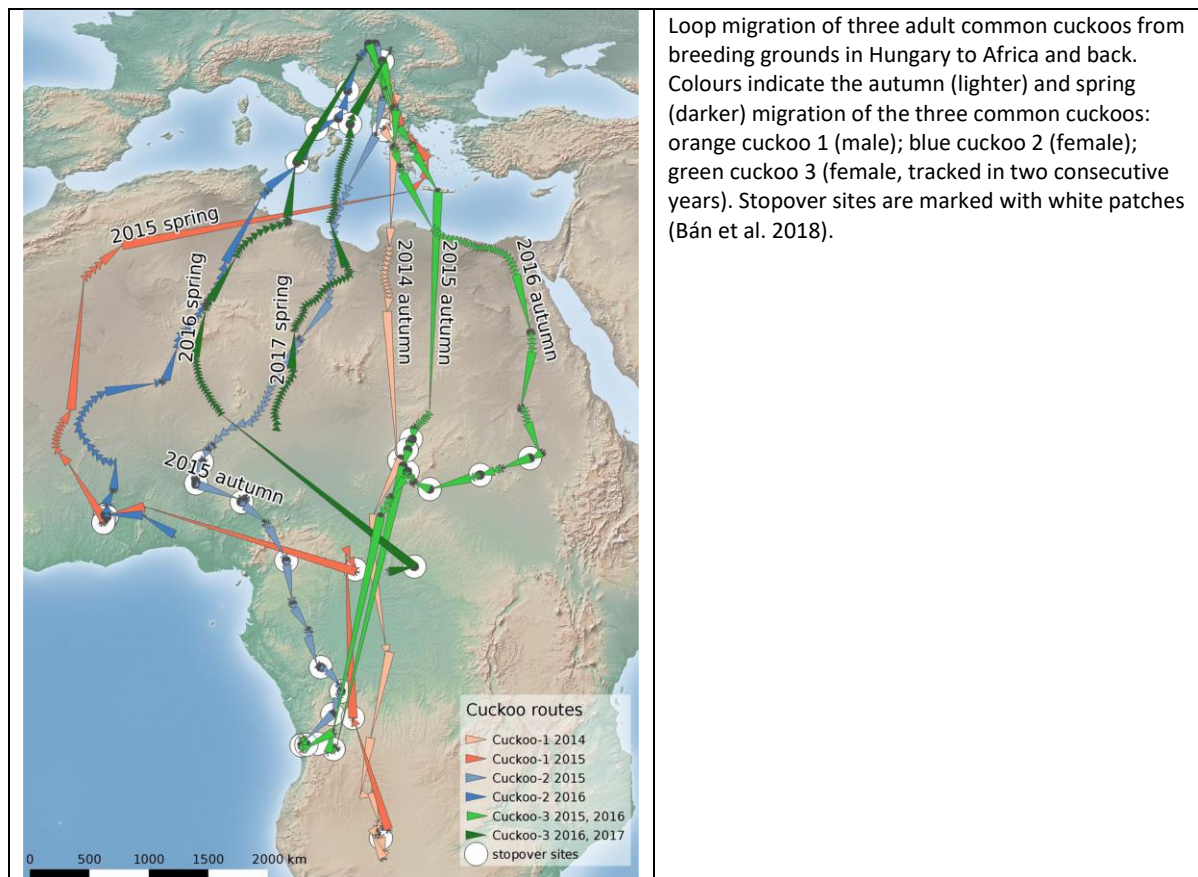 Loop migration of three adult common cuckoos from
breeding grounds in Hungary to Africa and back.
Colours indicate the autumn (lighter) and spring
(darker) migration of the three common cuckoos:
orange cuckoo 1 (male); blue cuckoo 2 (female);
green cuckoo 3 (female, tracked in two consecutive
years). Stopover sites are marked with white patches
(Bán et al. 2018).
2015 spring
2016 spring
2017 spring
2014 autumn
2015 autumn
2016 autumn
2015 autumn
Cuckoo routes
Cuckoo-1 2014
Cuckoo-1 2015
Cuckoo-2 2015
Cuckoo-2 2016
Cuckoo-3 2015, 2016
Cuckoo-3 2016, 2017
stopover sites
0 500 1000 1500 2000 km